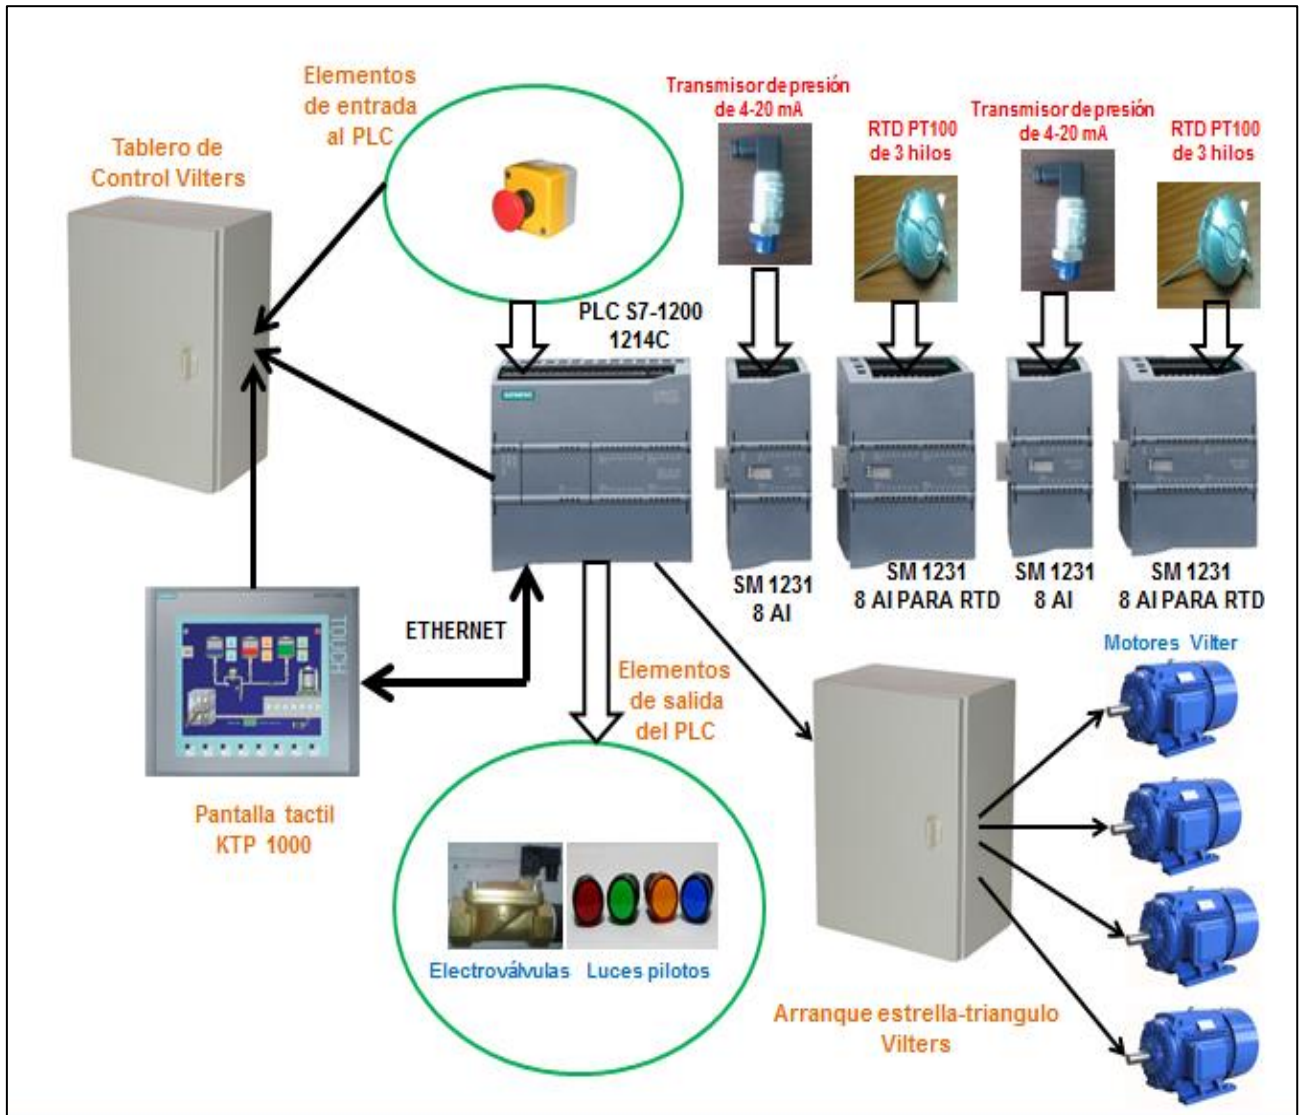 Elementos
de entrada
al PLC
Transmisor de presión
de 4-20 mA
RTD PT100
de 3 hilos
Transmisor de presión
de 4-20 mA
RTD PT100
de 3 hilos
Tablero de
Control Vilters
PLC S7-1200
1214C
SIEMENS
SM 1231
8 AI
SM 1231
8 AI PARA RTD
SM 1231
8 AI
SM 1231
8 AI PARA RTD
ETHERNET
TOUCH
Elementos
de salida
del PLC
Motores Vilter
Pantalla tactil
KTP 1000
Electroválvulas
Luces pilotos
Arranque estrella-triangulo
Vilters